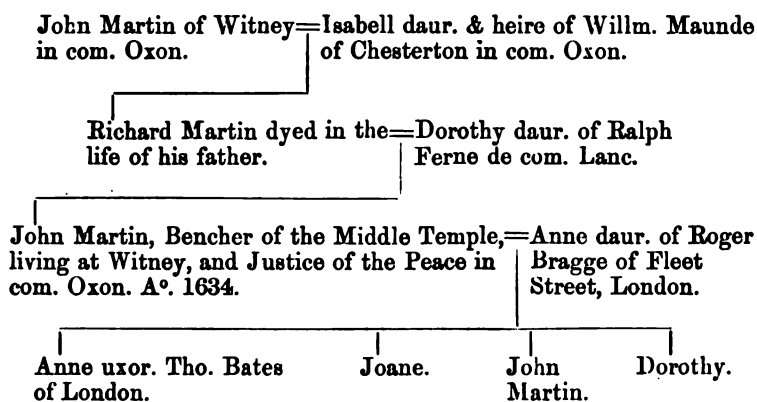 John Martin of Witney=Isabell daur. & heire of Willm. Maunde
in com. Oxon. of Chesterton in com. Oxon.
Richard Martin dyed in the=Dorothy daur. of Ralph
life of his father. Ferne de com. Lanc.
John Martin, Bencher of the Middle Temple,=Anne daur. of Roger
living at Witney, and Justice of the Peace in Bragge of Fleet
com. Oxon. Aº. 1634. Street, London.
Anne uxor. Tho. Bates Joane. John Dorothy.
of London. Martin.